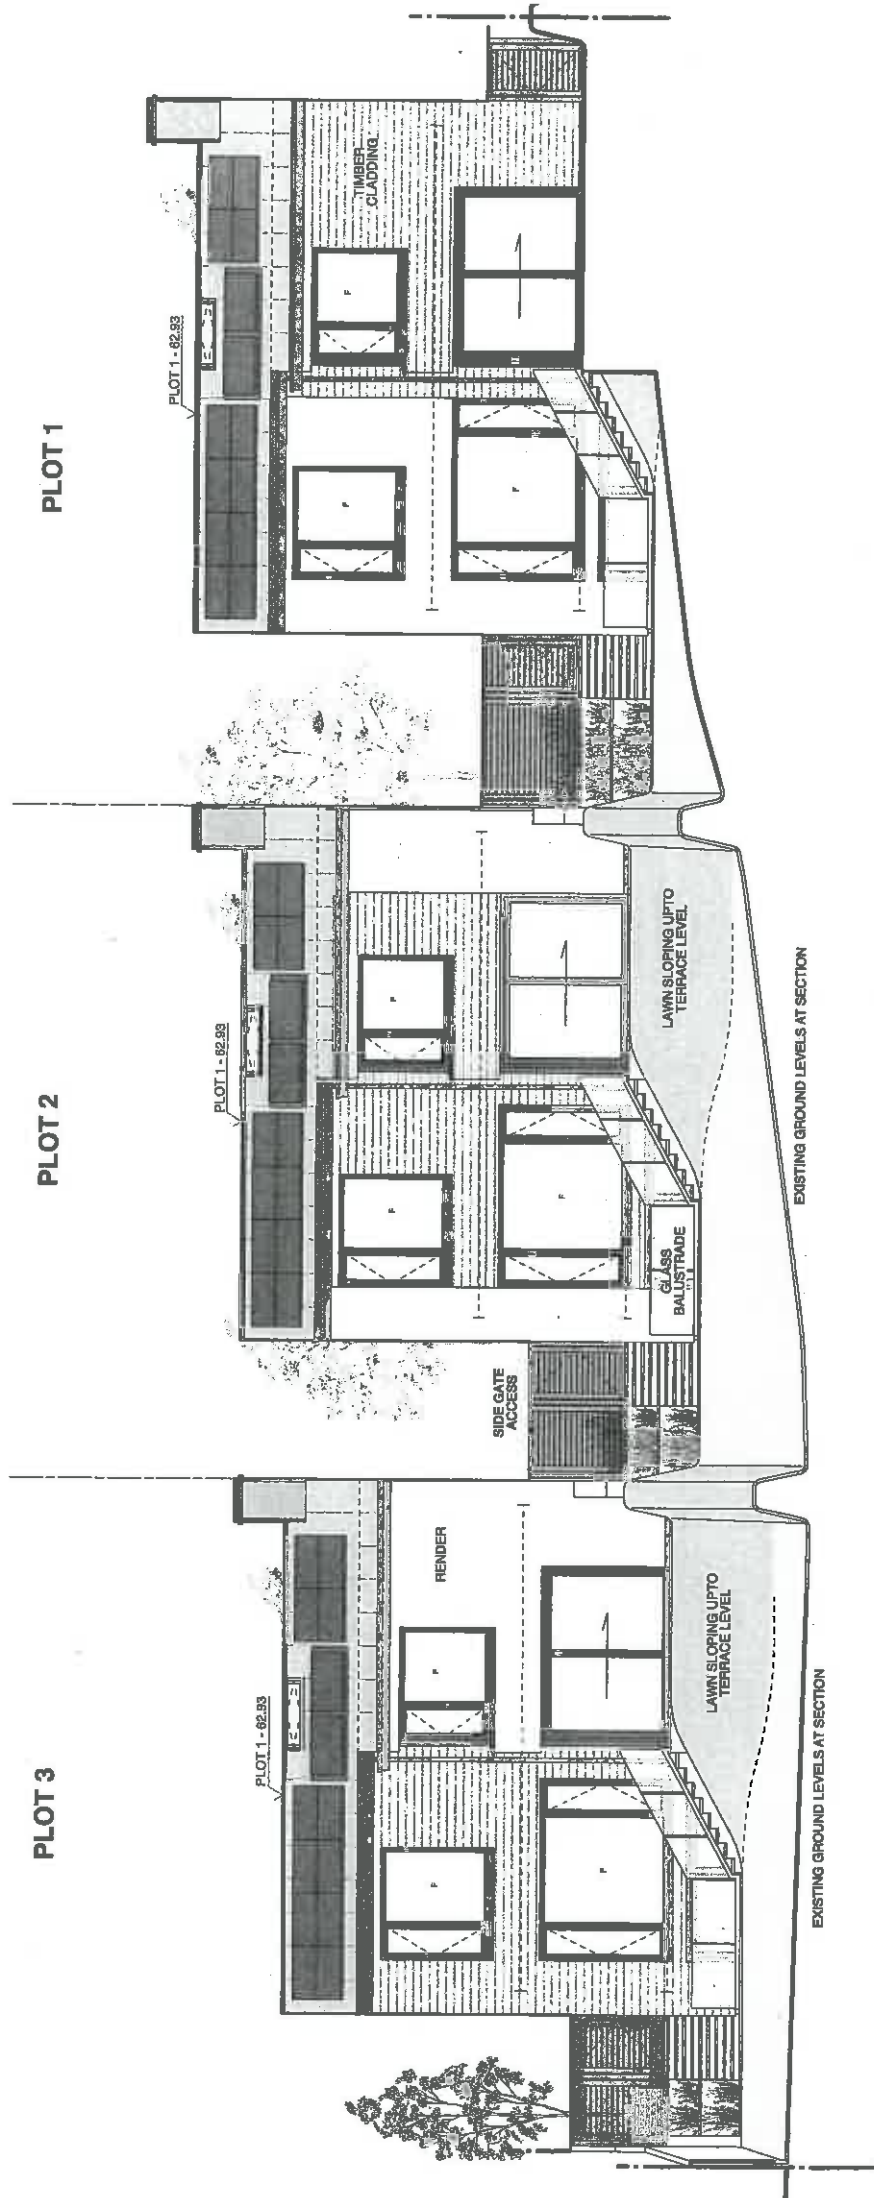 PLOT 3
PLOT 2
PLOT 1
PLOT 1 - 62.93
PLOT 1 - 62.93
PLOT 1 - 62.93
RENDER
SIDE GATE
ACCESS
TIMBER
CLADDING
F
F
F
F
F
F
F
F
F
GLASS
BALUSTRADE
LAWN SLOPING UPTO
TERRACE LEVEL
LAWN SLOPING UPTO
TERRACE LEVEL
EXISTING GROUND LEVELS AT SECTION
EXISTING GROUND LEVELS AT SECTION